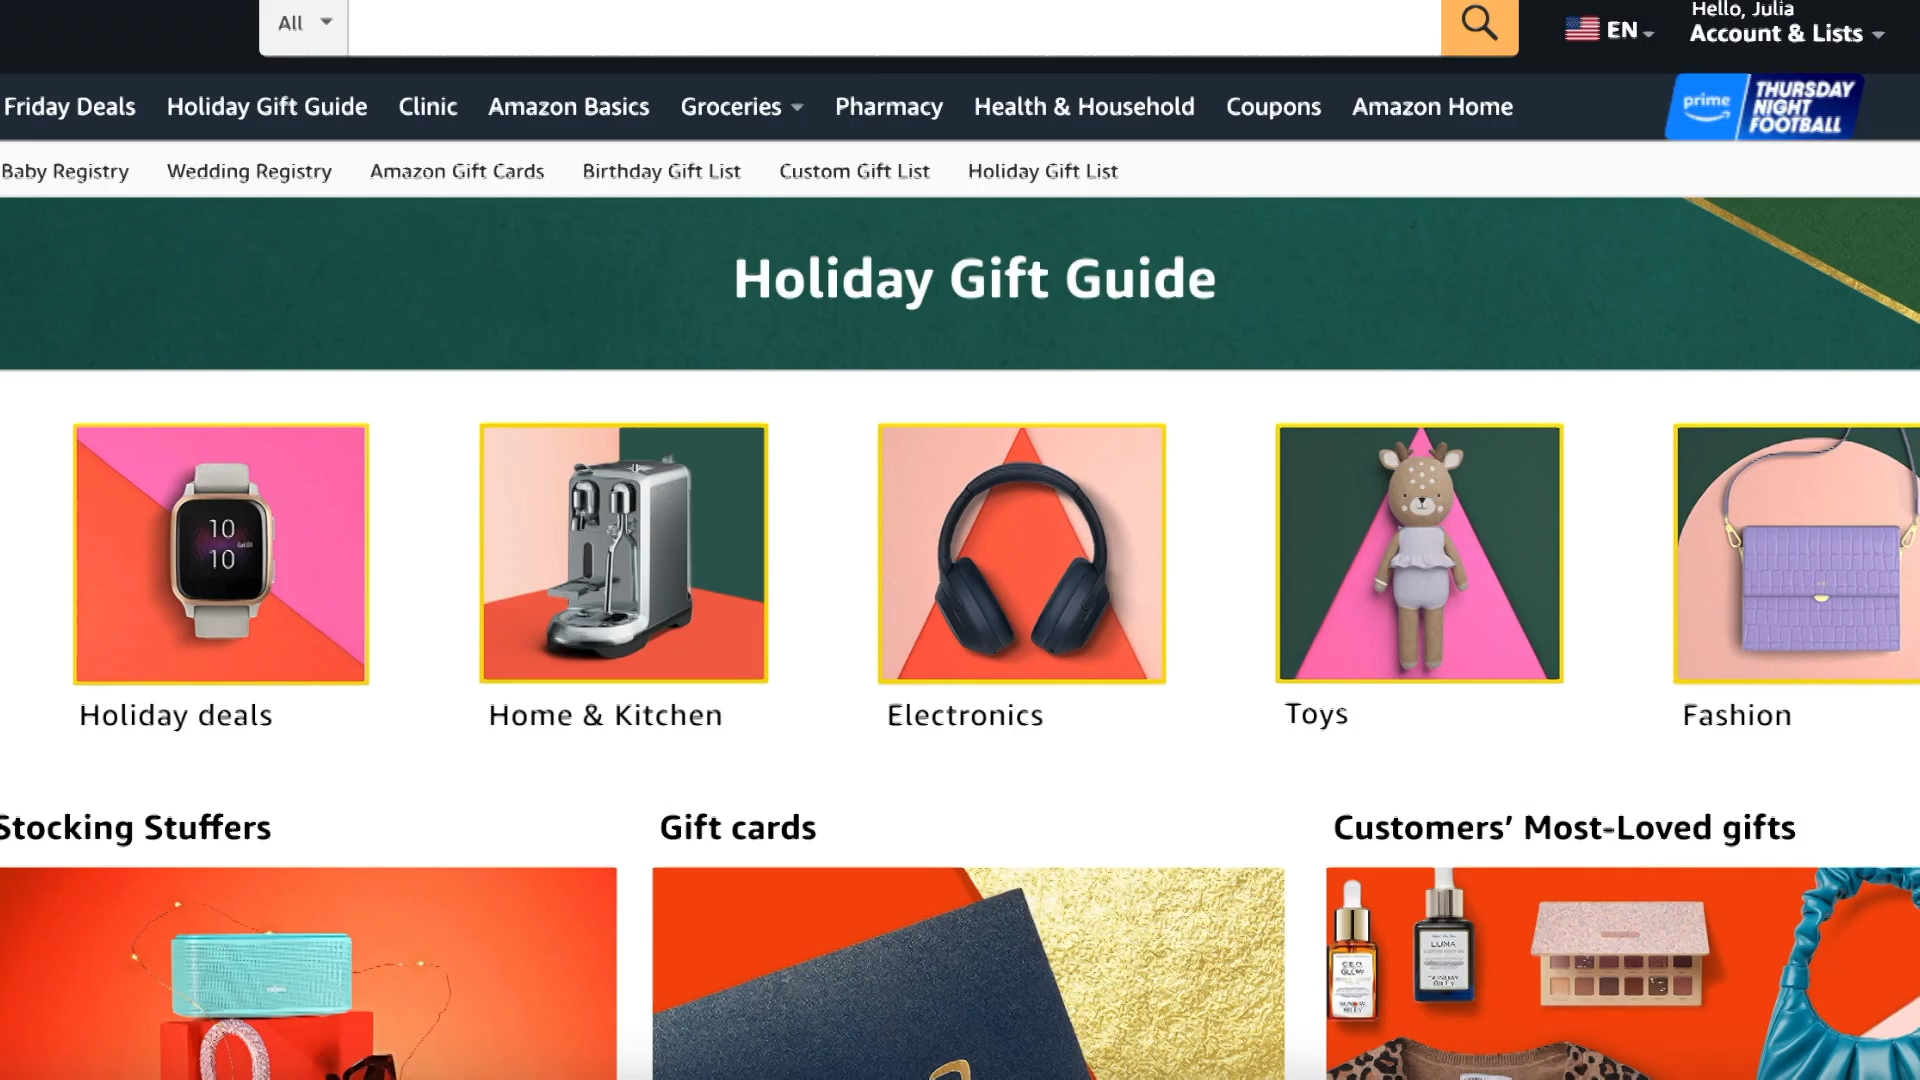 All
EN
Hello, Julia
Account & Lists
Friday Deals
Holiday Gift Guide
Clinic
Amazon Basics
Groceries
Pharmacy
Health & Household
Coupons
Amazon Home
prime
THURSDAY
NIGHT
FOOTBALL
Baby Registry
Wedding Registry
Amazon Gift Cards
Birthday Gift List
Custom Gift List
Holiday Gift List
Holiday Gift Guide
10
10
Holiday deals
Home & Kitchen
Electronics
Toys
Fashion
Stocking Stuffers
Gift cards
Customers’ Most-Loved gifts
LUNA